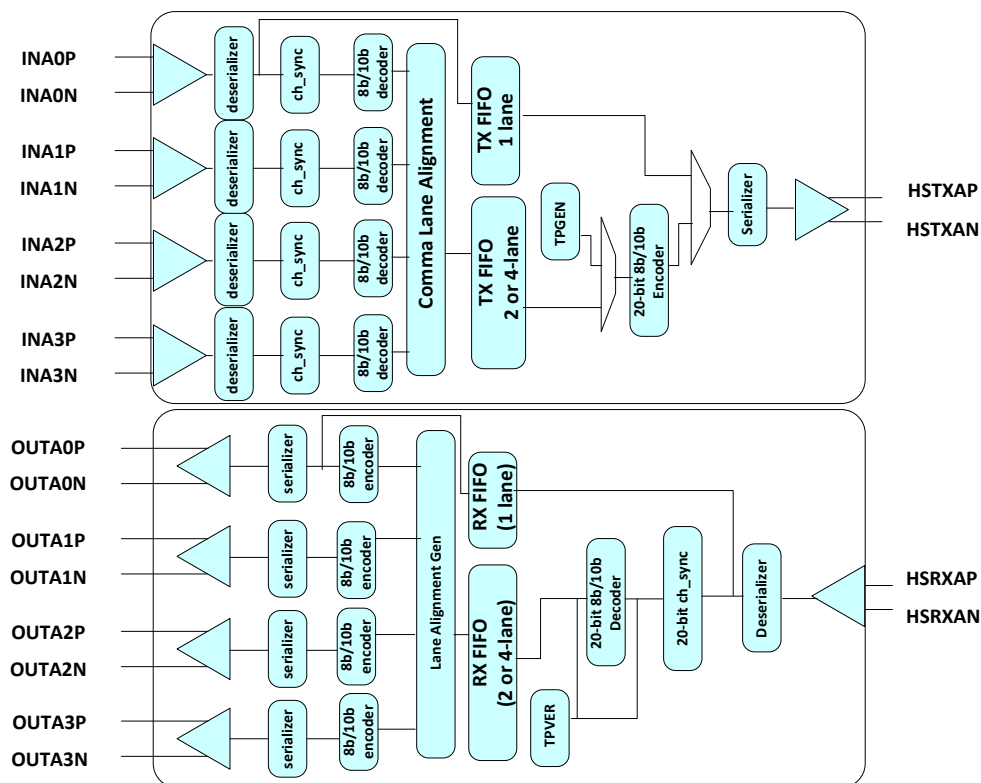 INA0P
INA0N
INA1P
INA1N
INA2P
INA2N
INA3P
INA3N
deserializer
deserializer
deserializer
deserializer
ch_sync
ch_sync
ch_sync
ch_sync
8b/10b
decoder
8b/10b
decoder
8b/10b
decoder
8b/10b
decoder
Comma Lane Alignment
TX FIFO
1 lane
TX FIFO
2 or 4-lane
TPGEN
20-bit 8b/10b
Encoder
Serializer
HSTXAP
HSTXAN
OUTA0P
OUTA0N
OUTA1P
OUTA1N
OUTA2P
OUTA2N
OUTA3P
OUTA3N
serializer
serializer
serializer
serializer
8b/10b
encoder
8b/10b
encoder
8b/10b
encoder
8b/10b
encoder
Lane Alignment Gen
RX FIFO
(1 lane)
RX FIFO
(2 or 4-lane)
TPVER
20-bit 8b/10b
Decoder
20-bit ch_sync
Deserializer
HSRXAP
HSRXAN